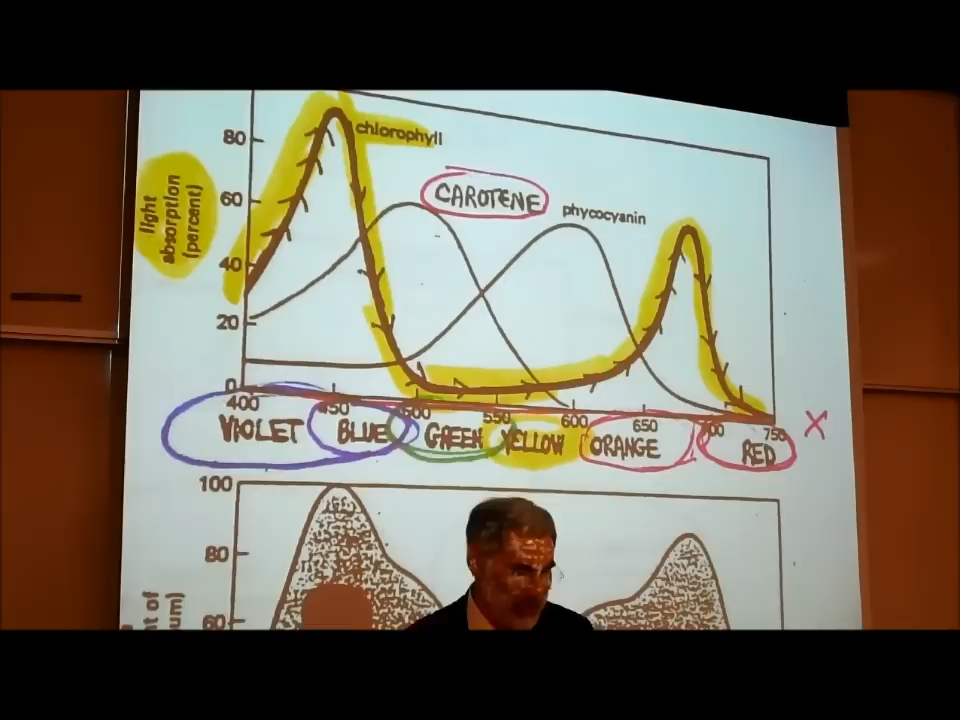 80
chlorophyll
CAROTENE
60
phycocyanin
light
absorption
(percent)
40
20
0
400 450 500 550 600 650 700 750
X
VIOLET BLUE GREEN YELLOW ORANGE RED
100
80
60